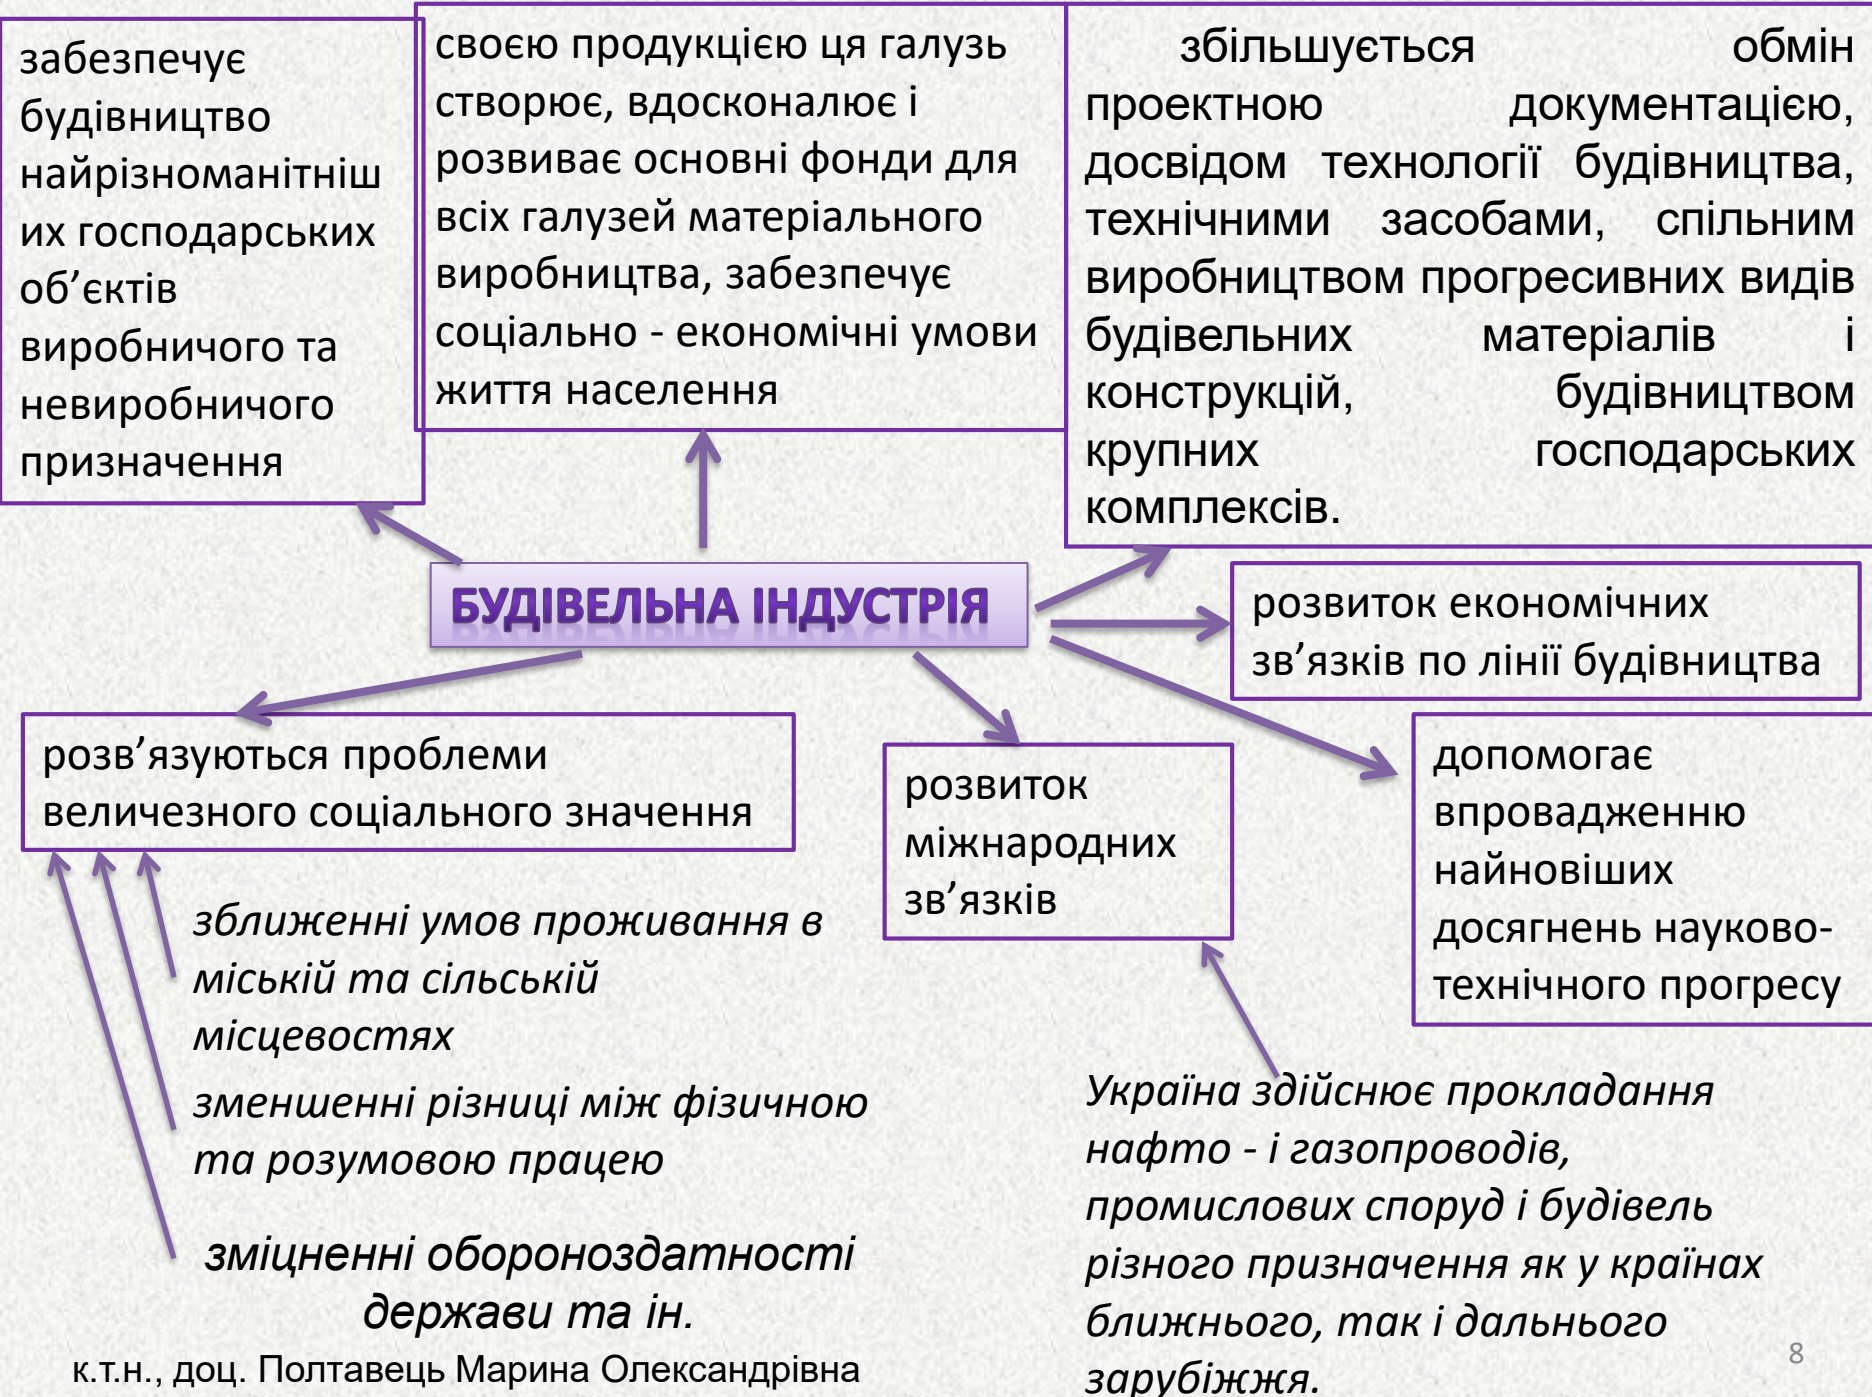 забезпечує
будівництво
найрізноманітніш
их господарських
об’єктів
виробничого та
невиробничого
призначення
своєю продукцією ця галузь
створює, вдосконалює і
розвиває основні фонди для
всіх галузей матеріального
виробництва, забезпечує
соціально - економічні умови
життя населення
збільшується обмін
проектною документацією,
досвідом технології будівництва,
технічними засобами, спільним
виробництвом прогресивних видів
будівельних матеріалів і
конструкцій, будівництвом
крупних господарських
комплексів.
БУДІВЕЛЬНА ІНДУСТРІЯ
розвиток економічних
зв’язків по лінії будівництва
розв’язуються проблеми
величезного соціального значення
розвиток
міжнародних
зв’язків
допомогає
впровадженню
найновіших
досягнень науково-
технічного прогресу
зближенні умов проживання в
міській та сільській
місцевостях
зменшенні різниці між фізичною
та розумовою працею
зміцненні обороноздатності
держави та ін.
Україна здійснює прокладання
нафто - і газопроводів,
промислових споруд і будівель
різного призначення як у країнах
ближнього, так і дальнього
зарубіжжя.
к.т.н., доц. Полтавець Марина Олександрівна
8